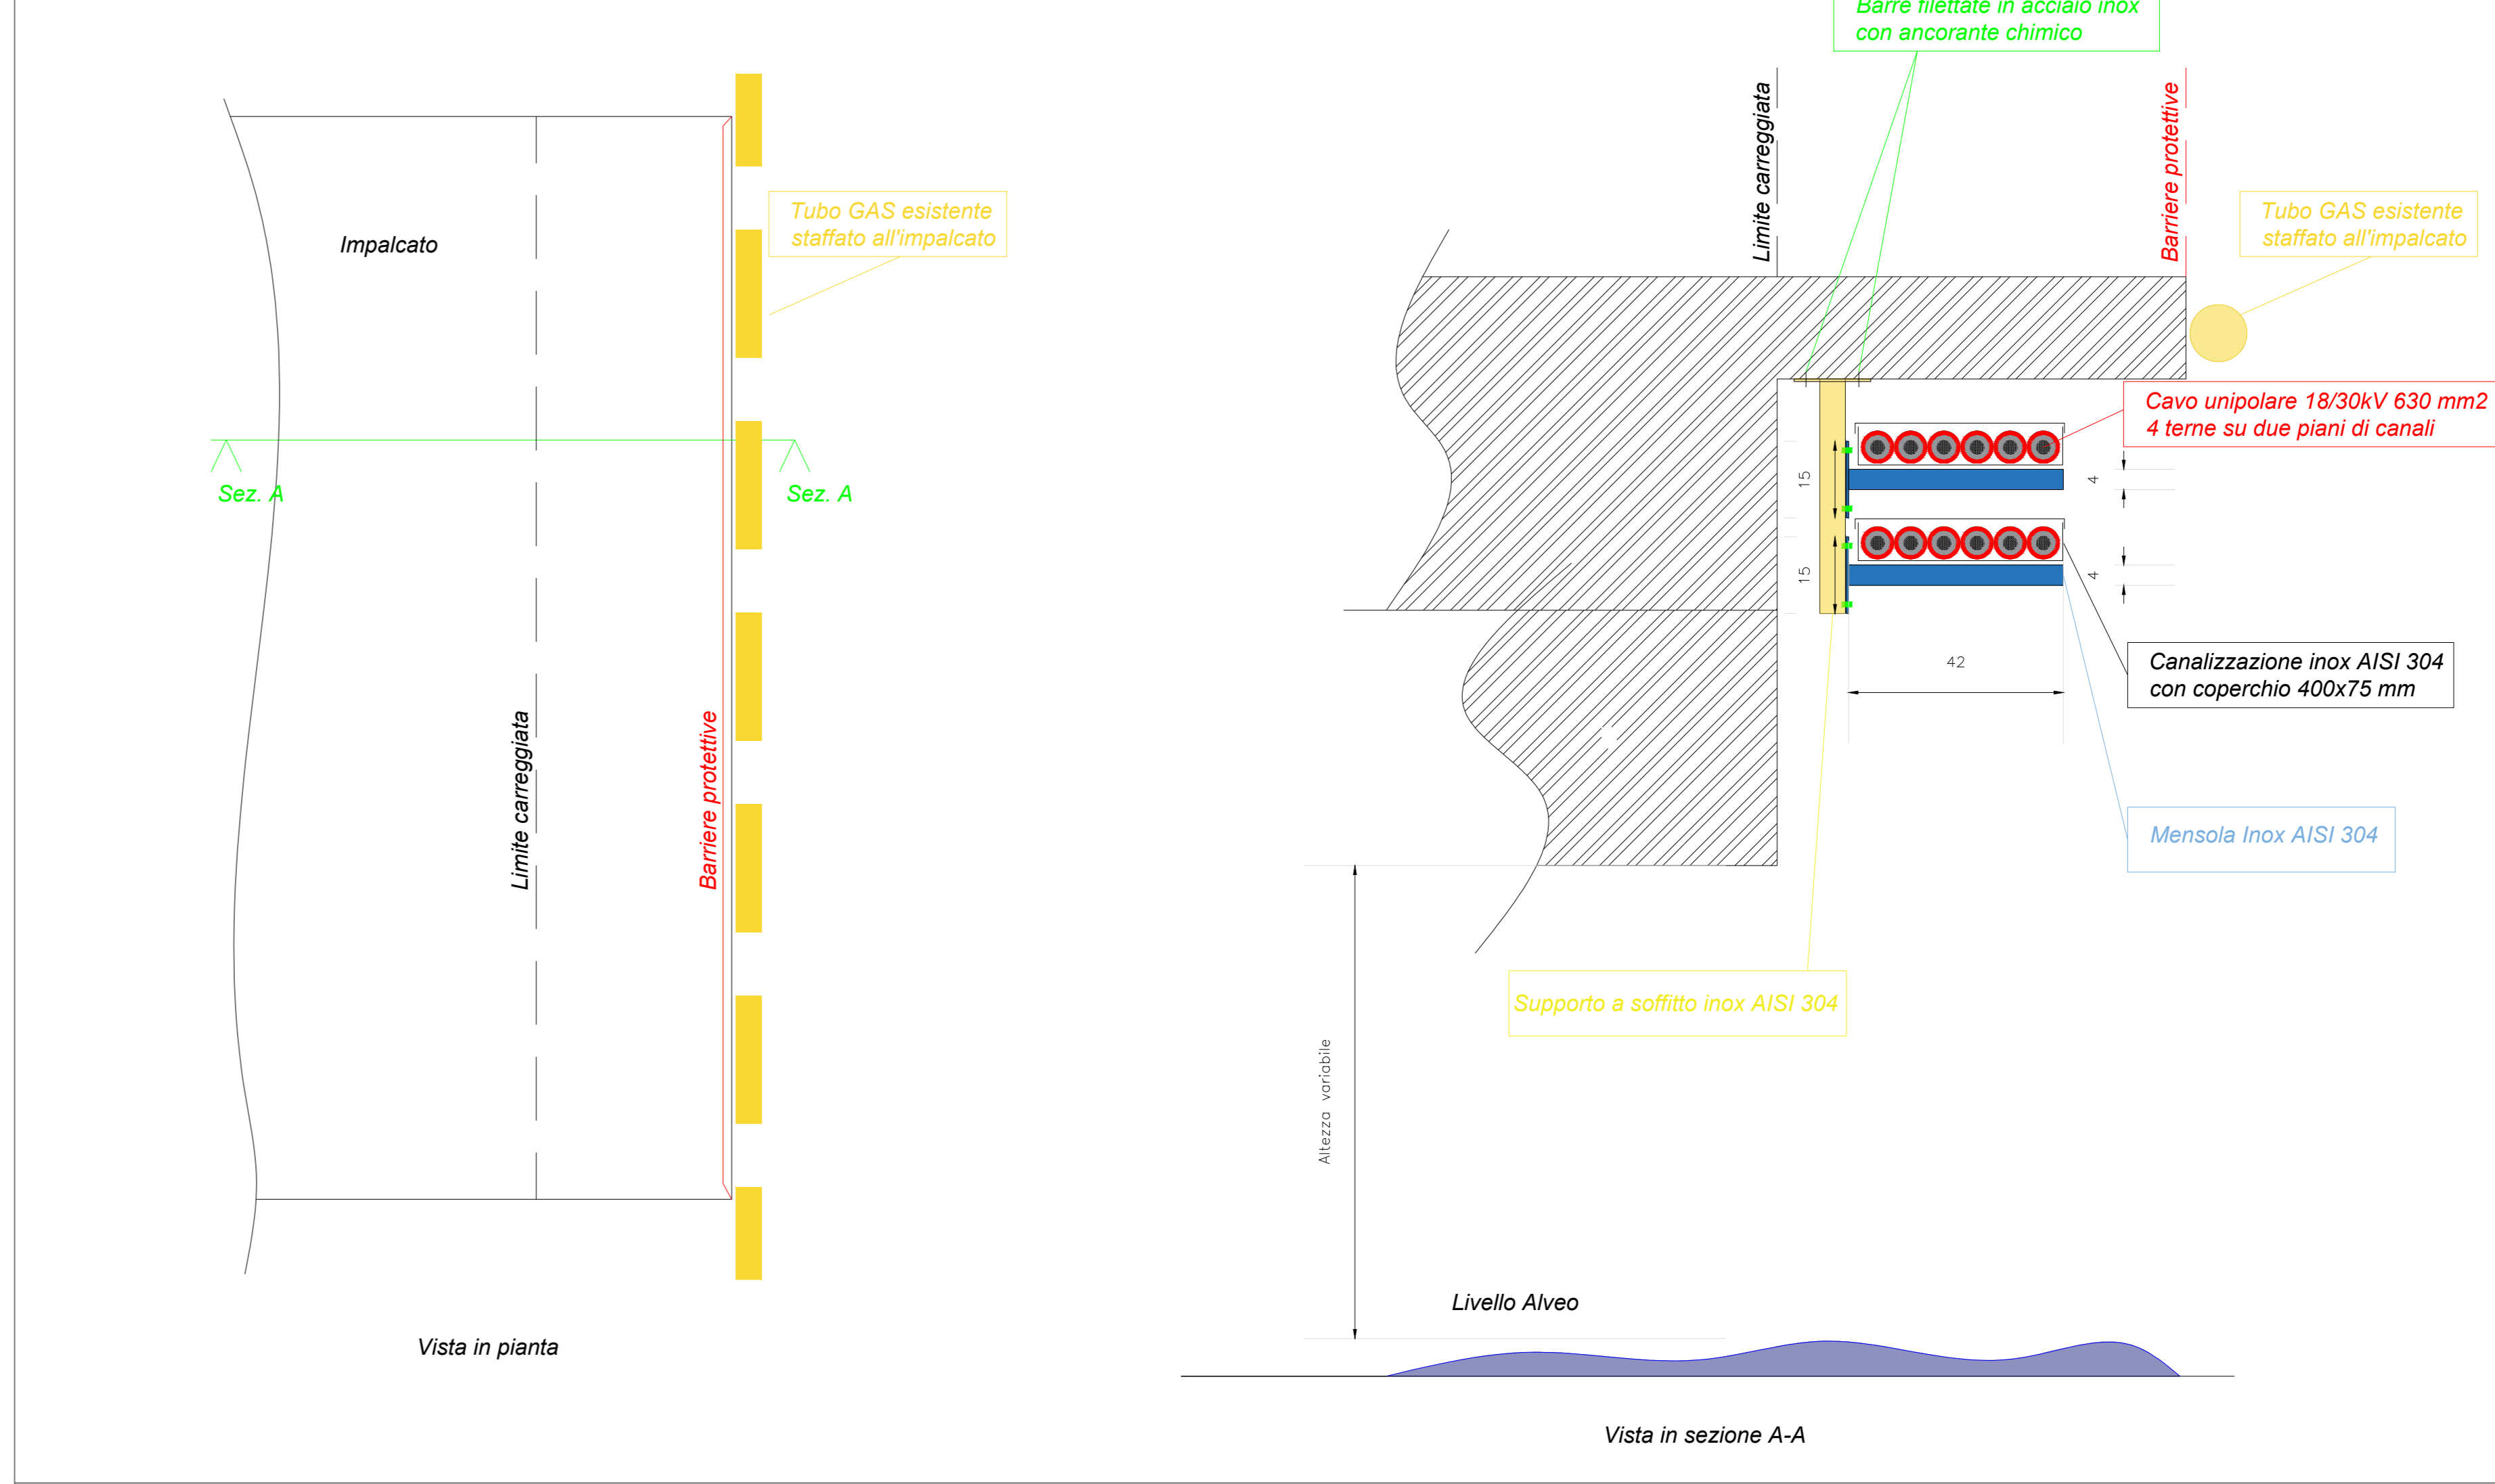 Impalcato
Tubo GAS esistente
staffato all'impalcato
Sez. A
Sez. A
Limite carreggiata
Barriere protettive
Vista in pianta
Barre filettate in acciaio inox
con ancorante chimico
Limite carreggiata
Barriere protettive
Tubo GAS esistente
staffato all'impalcato
Cavo unipolare 18/30kV 630 mm2
4 terne su due piani di canali
15
4
15
4
42
Canalizzazione inox AISI 304
con coperchio 400x75 mm
Mensola Inox AISI 304
Supporto a soffitto inox AISI 304
Altezza variabile
Livello Alveo
Vista in sezione A-A